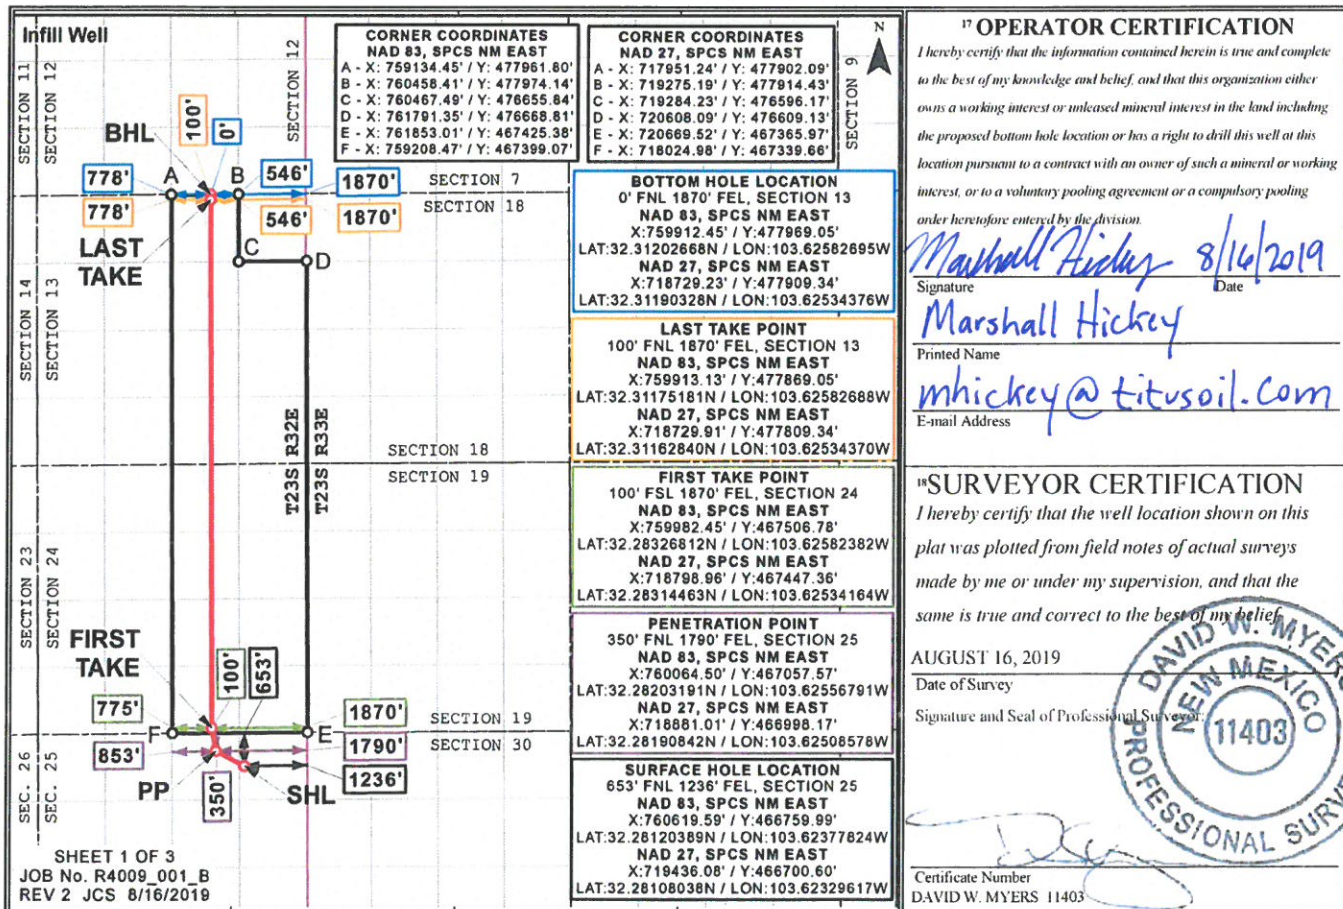 Infill Well
SECTION 11
SECTION 12
SECTION 12
SECTION 9
N
CORNER COORDINATES
NAD 83, SPCS NM EAST
A - X: 759134.45' / Y: 477961.80'
B - X: 760458.41' / Y: 477974.14'
C - X: 760467.49' / Y: 476655.84'
D - X: 761791.35' / Y: 476668.81'
E - X: 761853.01' / Y: 467425.38'
F - X: 759208.47' / Y: 467399.07'
CORNER COORDINATES
NAD 27, SPCS NM EAST
A - X: 717951.24' / Y: 477902.09'
B - X: 719275.19' / Y: 477914.43'
C - X: 719284.23' / Y: 476596.17'
D - X: 720608.09' / Y: 476609.13'
E - X: 720669.52' / Y: 467365.97'
F - X: 718024.98' / Y: 467339.66'
BHL
100'
0'
778'
A
B
546'
1870'
SECTION 7
778'
546'
1870'
SECTION 18
LAST
TAKE
C
D
SECTION 14
SECTION 13
T23S R32E
T23S R33E
SECTION 18
SECTION 19
SECTION 23
SECTION 24
FIRST
TAKE
100'
653'
775'
1870'
SECTION 19
F
E
SECTION 30
853'
1790'
PP
350'
SHL
1236'
SEC. 26
SEC. 25
SHEET 1 OF 3
JOB No. R4009_001_B
REV 2 JCS 8/16/2019
BOTTOM HOLE LOCATION
0' FNL 1870' FEL, SECTION 13
NAD 83, SPCS NM EAST
X:759912.45' / Y:477969.05'
LAT:32.31202668N / LON:103.62582695W
NAD 27, SPCS NM EAST
X:718729.23' / Y:477909.34'
LAT:32.31190328N / LON:103.62534376W
LAST TAKE POINT
100' FNL 1870' FEL, SECTION 13
NAD 83, SPCS NM EAST
X:759913.13' / Y:477869.05'
LAT:32.31175181N / LON:103.62582688W
NAD 27, SPCS NM EAST
X:718729.91' / Y:477809.34'
LAT:32.31162840N / LON:103.62534370W
FIRST TAKE POINT
100' FSL 1870' FEL, SECTION 24
NAD 83, SPCS NM EAST
X:759982.45' / Y:467506.78'
LAT:32.28326812N / LON:103.62582382W
NAD 27, SPCS NM EAST
X:718798.96' / Y:467447.36'
LAT:32.28314463N / LON:103.62534164W
PENETRATION POINT
350' FNL 1790' FEL, SECTION 25
NAD 83, SPCS NM EAST
X:760064.50' / Y:467057.57'
LAT:32.28203191N / LON:103.62556791W
NAD 27, SPCS NM EAST
X:718881.01' / Y:466998.17'
LAT:32.28190842N / LON:103.62508578W
SURFACE HOLE LOCATION
653' FNL 1236' FEL, SECTION 25
NAD 83, SPCS NM EAST
X:760619.59' / Y:466759.99'
LAT:32.28120389N / LON:103.62377824W
NAD 27, SPCS NM EAST
X:719436.08' / Y:466700.60'
LAT:32.28108038N / LON:103.62329617W
17 OPERATOR CERTIFICATION
I hereby certify that the information contained herein is true and complete
to the best of my knowledge and belief, and that this organization either
owns a working interest or unleased mineral interest in the land including
the proposed bottom hole location or has a right to drill this well at this
location pursuant to a contract with an owner of such a mineral or working
interest, or to a voluntary pooling agreement or a compulsory pooling
order heretofore entered by the division.
Marshall Hickey 8/16/2019
Signature Date
Marshall Hickey
Printed Name
mhickey@titusoil.com
E-mail Address
18 SURVEYOR CERTIFICATION
I hereby certify that the well location shown on this
plat was plotted from field notes of actual surveys
made by me or under my supervision, and that the
same is true and correct to the best of my belief.
AUGUST 16, 2019
Date of Survey
Signature and Seal of Professional Surveyor:
DAVID W. MYERS
NEW MEXICO
11403
PROFESSIONAL SURVE
Certificate Number
DAVID W. MYERS 11403